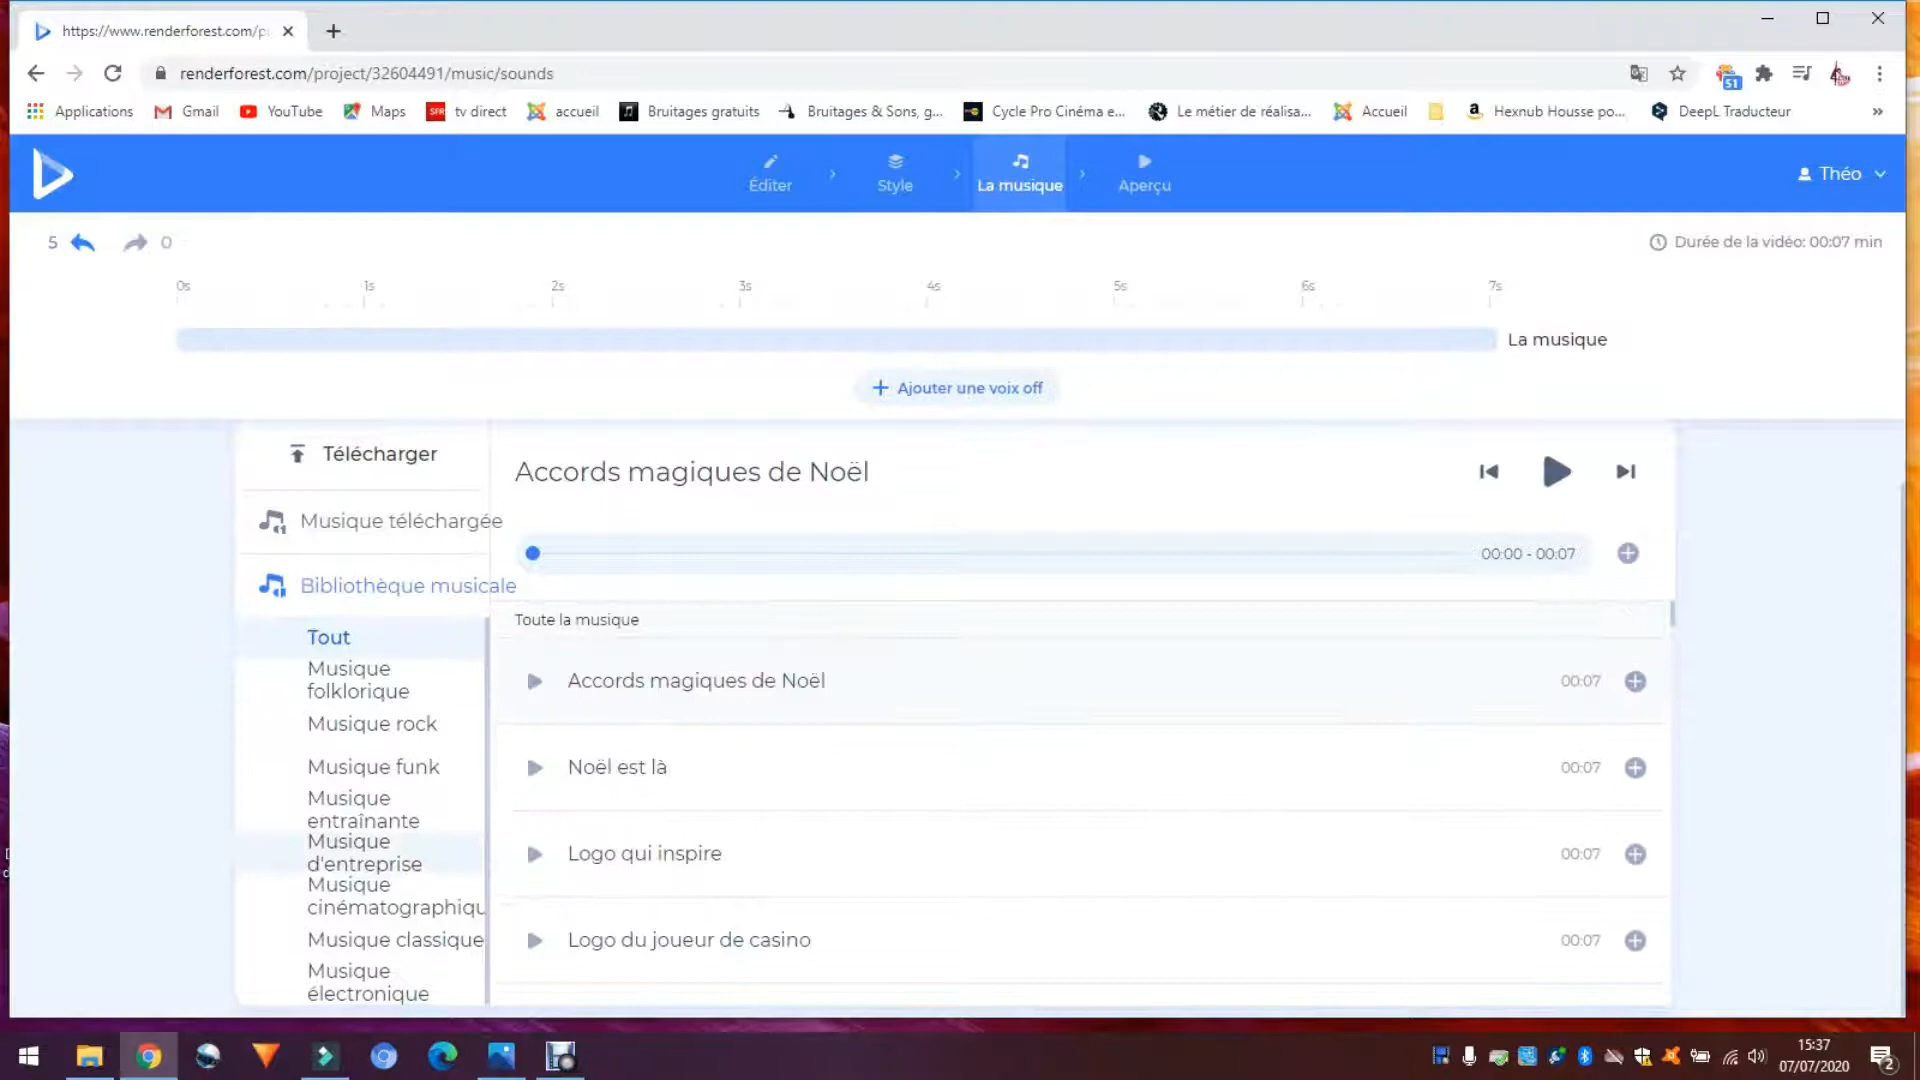 https://www.renderforest.com/p
renderforest.com/project/32604491/music/sounds
51
Applications
Gmail
YouTube
Maps
SFR
tv direct
accueil
Bruitages gratuits
Bruitages & Sons, g...
Cycle Pro Cinéma e...
Le métier de réalisa...
Accueil
Hexnub Housse po...
DeepL Traducteur
»
Éditer
Style
La musique
Aperçu
Théo
5
0
Durée de la vidéo: 00:07 min
0s
1s
2s
3s
4s
5s
6s
7s
La musique
+ Ajouter une voix off
Télécharger
Accords magiques de Noël
Musique téléchargée
00:00 - 00:07
Bibliothèque musicale
Toute la musique
Tout
Musique
folklorique
Musique rock
Musique funk
Musique
entraînante
Musique
d'entreprise
Musique
cinématographiqu
Musique classique
Musique
électronique
Accords magiques de Noël
00:07
Noël est là
00:07
Logo qui inspire
00:07
Logo du joueur de casino
00:07
15:37
07/07/2020
2